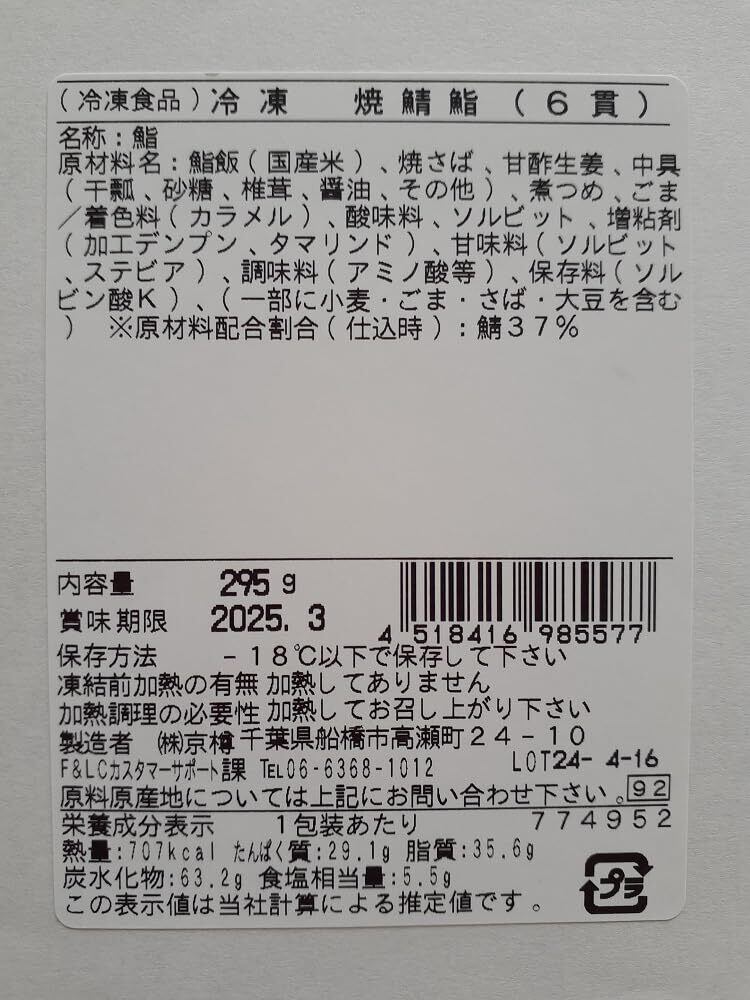 (冷凍食品)冷凍　焼鯖鮨(6貫)
名称:鮨
原材料名:鮨飯(国産米)、焼さば、甘酢生姜、中具
(干瓢、砂糖、椎茸、醤油、その他)、煮つめ、ごま
/着色料(カラメル)、酸味料、ソルビット、増粘剤
(加工デンプン、タマリンド)、甘味料(ソルビット
、ステビア)、調味料(アミノ酸等)、保存料(ソル
ビン酸K)、(一部に小麦・ごま・さば・大豆を含む
)　※原材料配合割合(仕込時):鯖37%
内容量　295g
賞味期限　2025. 3
4 518416 985577
保存方法　-18℃以下で保存して下さい
凍結前加熱の有無 加熱してありません
加熱調理の必要性 加熱してお召し上がり下さい
製造者　㈱京樽 千葉県船橋市高瀬町24-10
F&LCカスタマーサポート課 TEL06-6368-1012　LOT24- 4-16
原料原産地については上記にお問い合わせ下さい。92
栄養成分表示　1包装あたり　774952
熱量:707kcal たんぱく質:29.1g 脂質:35.6g
炭水化物:63.2g 食塩相当量:5.5g
この表示値は当社計算による推定値です。
プラ